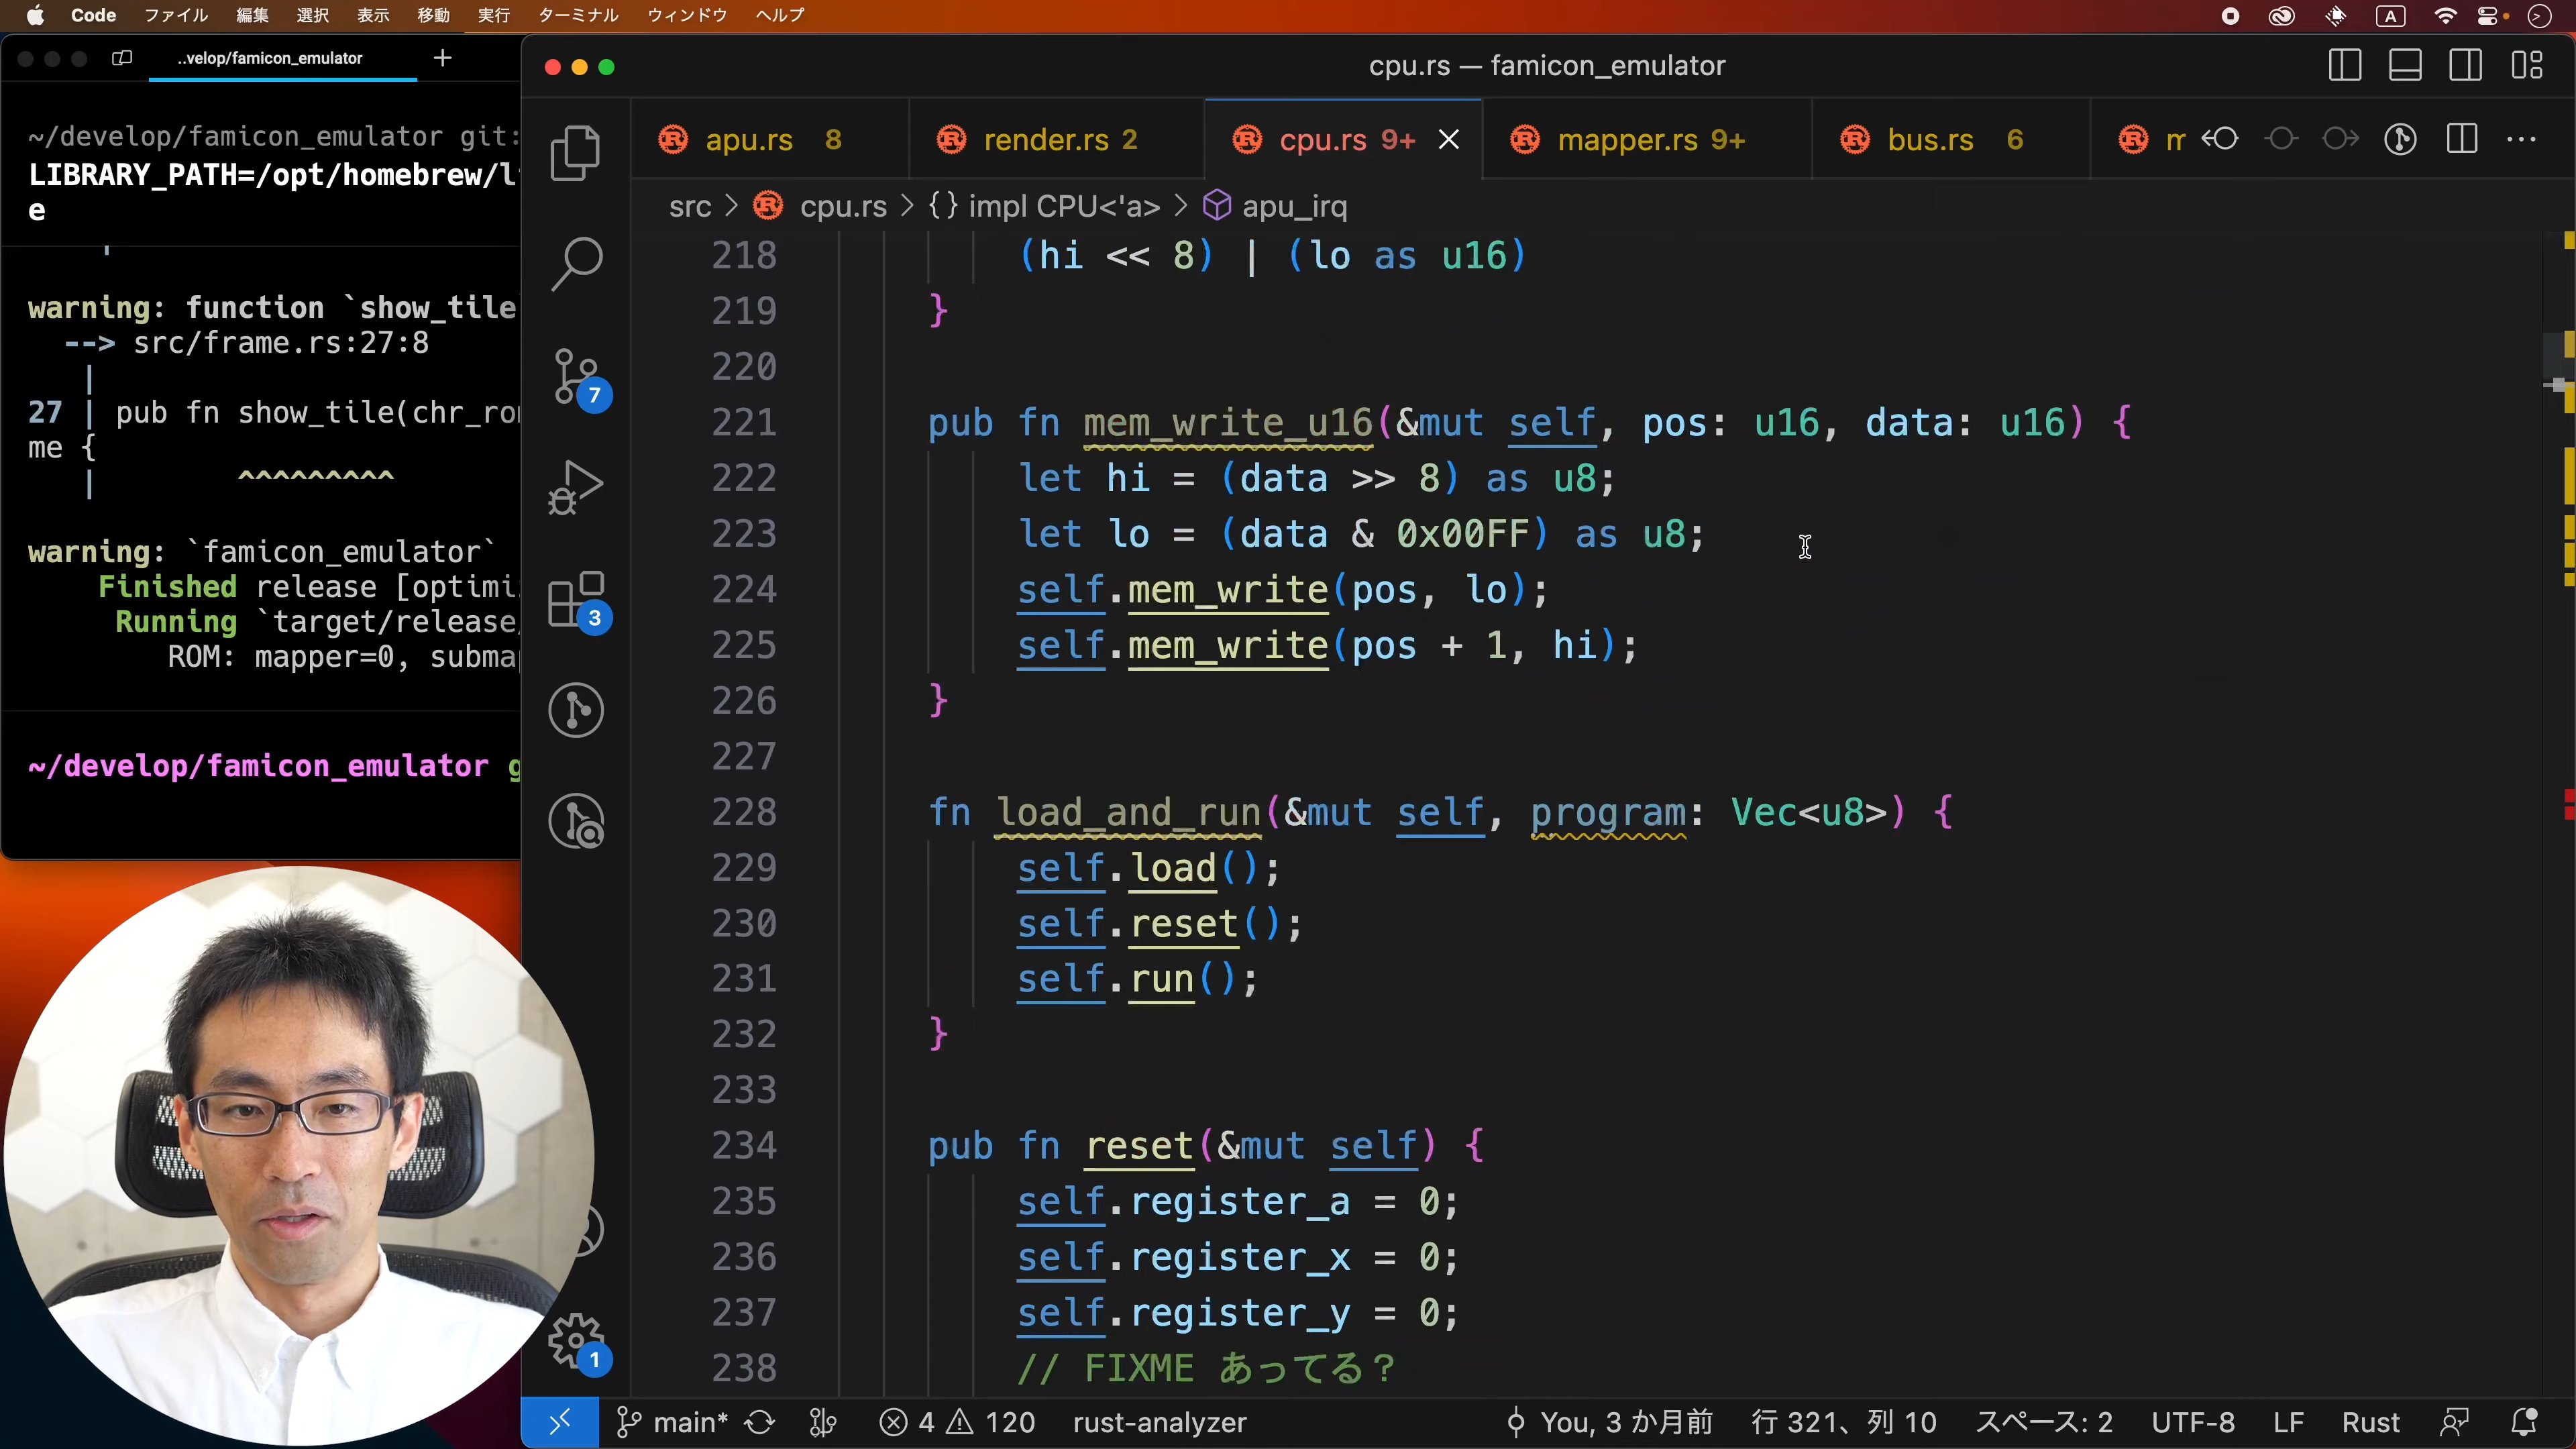 Code ファイル 編集 選択 表示 移動 実行 ターミナル ウィンドウ ヘルプ A
..velop/famicon_emulator +
~/develop/famicon_emulator git:
LIBRARY_PATH=/opt/homebrew/l
e
warning: function `show_tile
--> src/frame.rs:27:8
|
27 | pub fn show_tile(chr_ro
me {
| ^^^^^^^^^
warning: `famicon_emulator`
Finished release [optimi
Running `target/release
ROM: mapper=0, subma
~/develop/famicon_emulator g
cpu.rs — famicon_emulator
apu.rs 8 render.rs 2 cpu.rs 9+ mapper.rs 9+ bus.rs 6 m
src > cpu.rs > {} impl CPU<'a> > apu_irq
218 (hi << 8) | (lo as u16)
219 }
220
221 pub fn mem_write_u16(&mut self, pos: u16, data: u16) {
222 let hi = (data >> 8) as u8;
223 let lo = (data & 0x00FF) as u8;
224 self.mem_write(pos, lo);
225 self.mem_write(pos + 1, hi);
226 }
227
228 fn load_and_run(&mut self, program: Vec<u8>) {
229 self.load();
230 self.reset();
231 self.run();
232 }
233
234 pub fn reset(&mut self) {
235 self.register_a = 0;
236 self.register_x = 0;
237 self.register_y = 0;
238 // FIXME あってる？
7
3
1
main* 4 120 rust-analyzer You, 3 か月前 行 321、列 10 スペース: 2 UTF-8 LF Rust